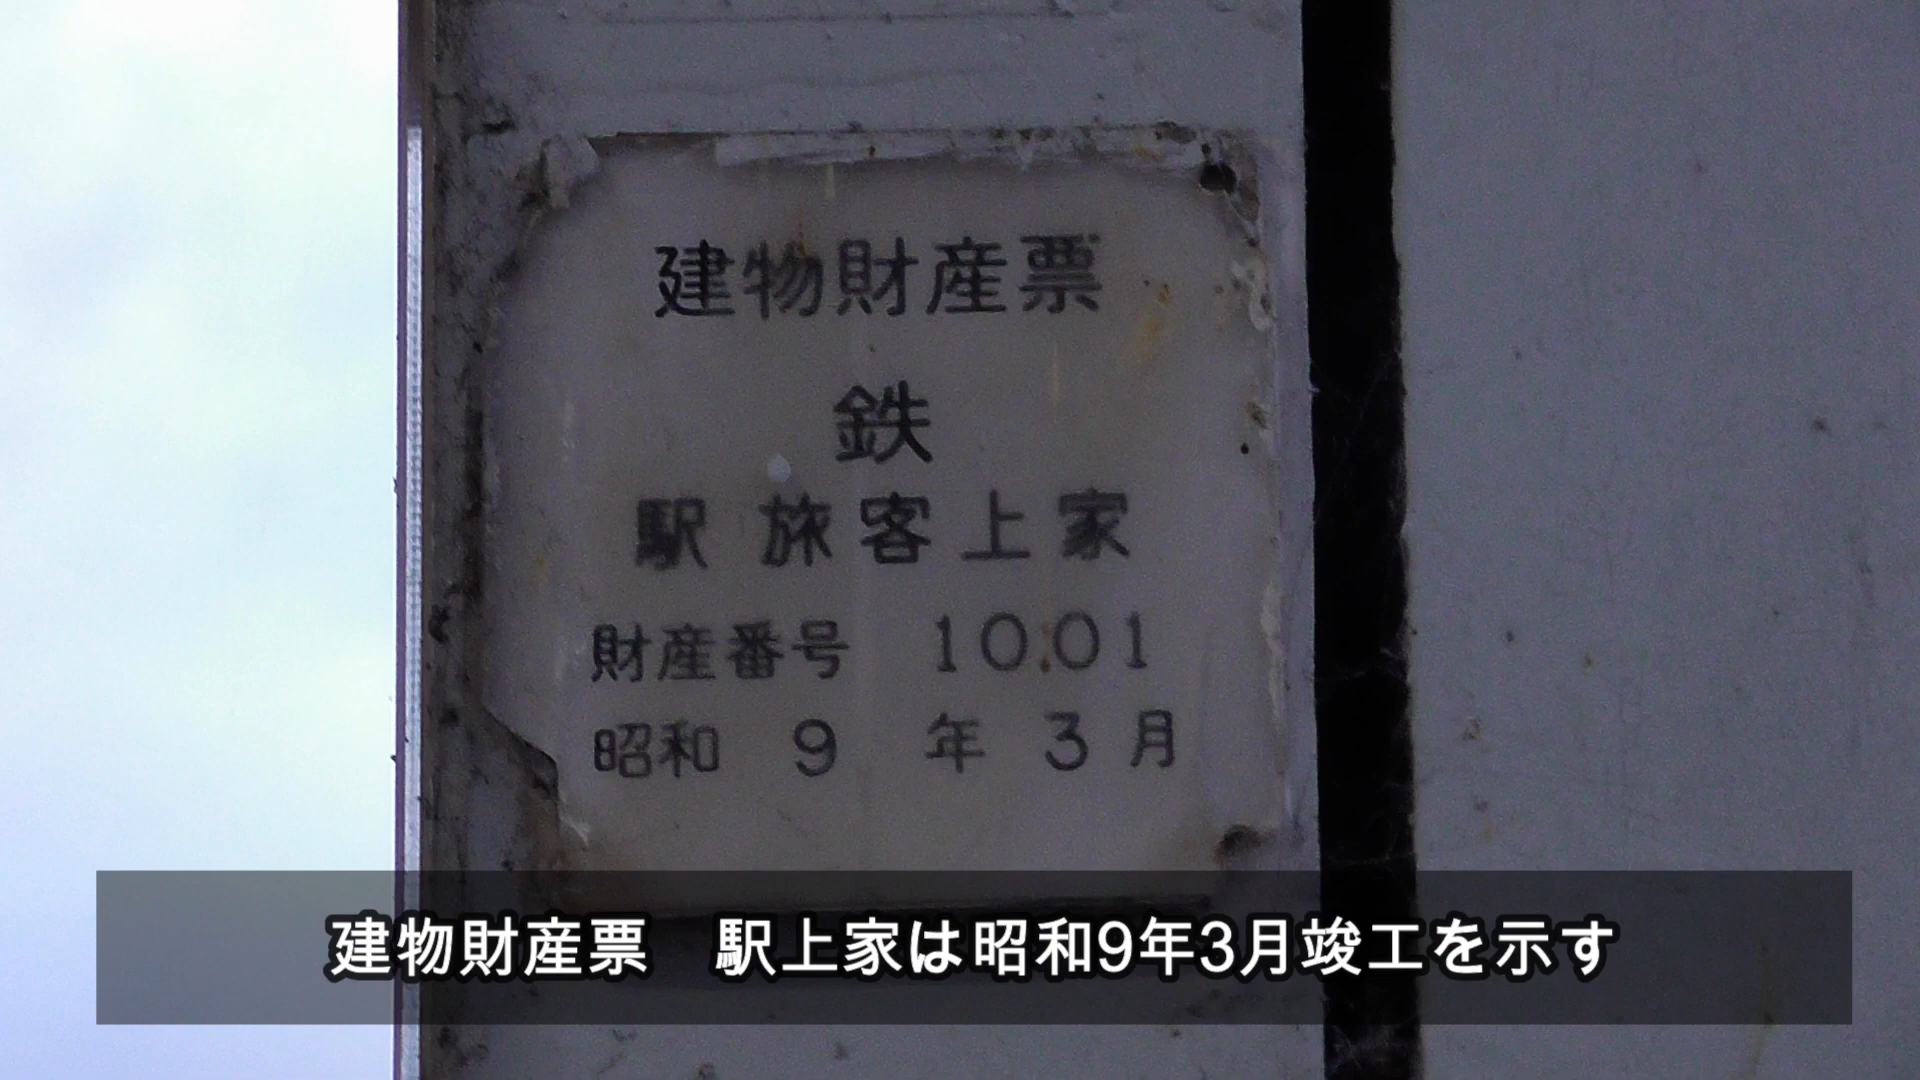 建物財産票
鉄
駅 旅客上家
財産番号 1001
昭和 9 年 3 月
建物財産票　駅上家は昭和9年3月竣工を示す